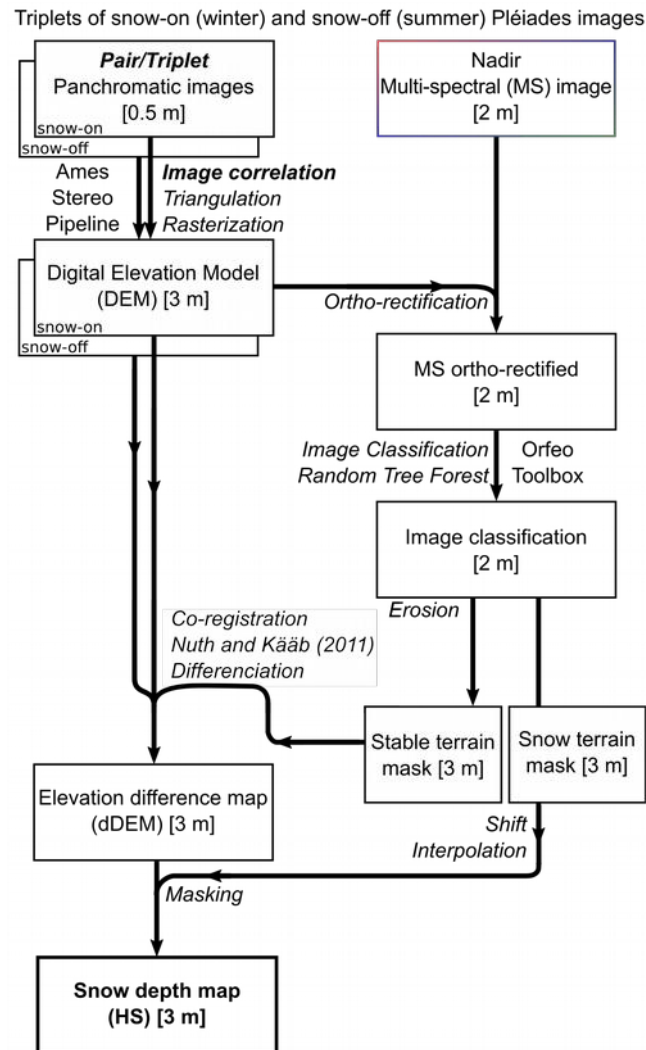 Triplets of snow-on (winter) and snow-off (summer) Pléiades images
Pair/Triplet
Panchromatic images
[0.5 m]
snow-on
snow-off
Nadir
Multi-spectral (MS) image
[2 m]
Ames
Stereo
Pipeline
Image correlation
Triangulation
Rasterization
Digital Elevation Model
(DEM) [3 m]
snow-on
snow-off
Ortho-rectification
MS ortho-rectified
[2 m]
Image Classification
Random Tree Forest
Orfeo
Toolbox
Image classification
[2 m]
Erosion
Co-registration
Nuth and Kääb (2011)
Differenciation
Stable terrain
mask [3 m]
Snow terrain
mask [3 m]
Elevation difference map
(dDEM) [3 m]
Shift
Interpolation
Masking
Snow depth map
(HS) [3 m]